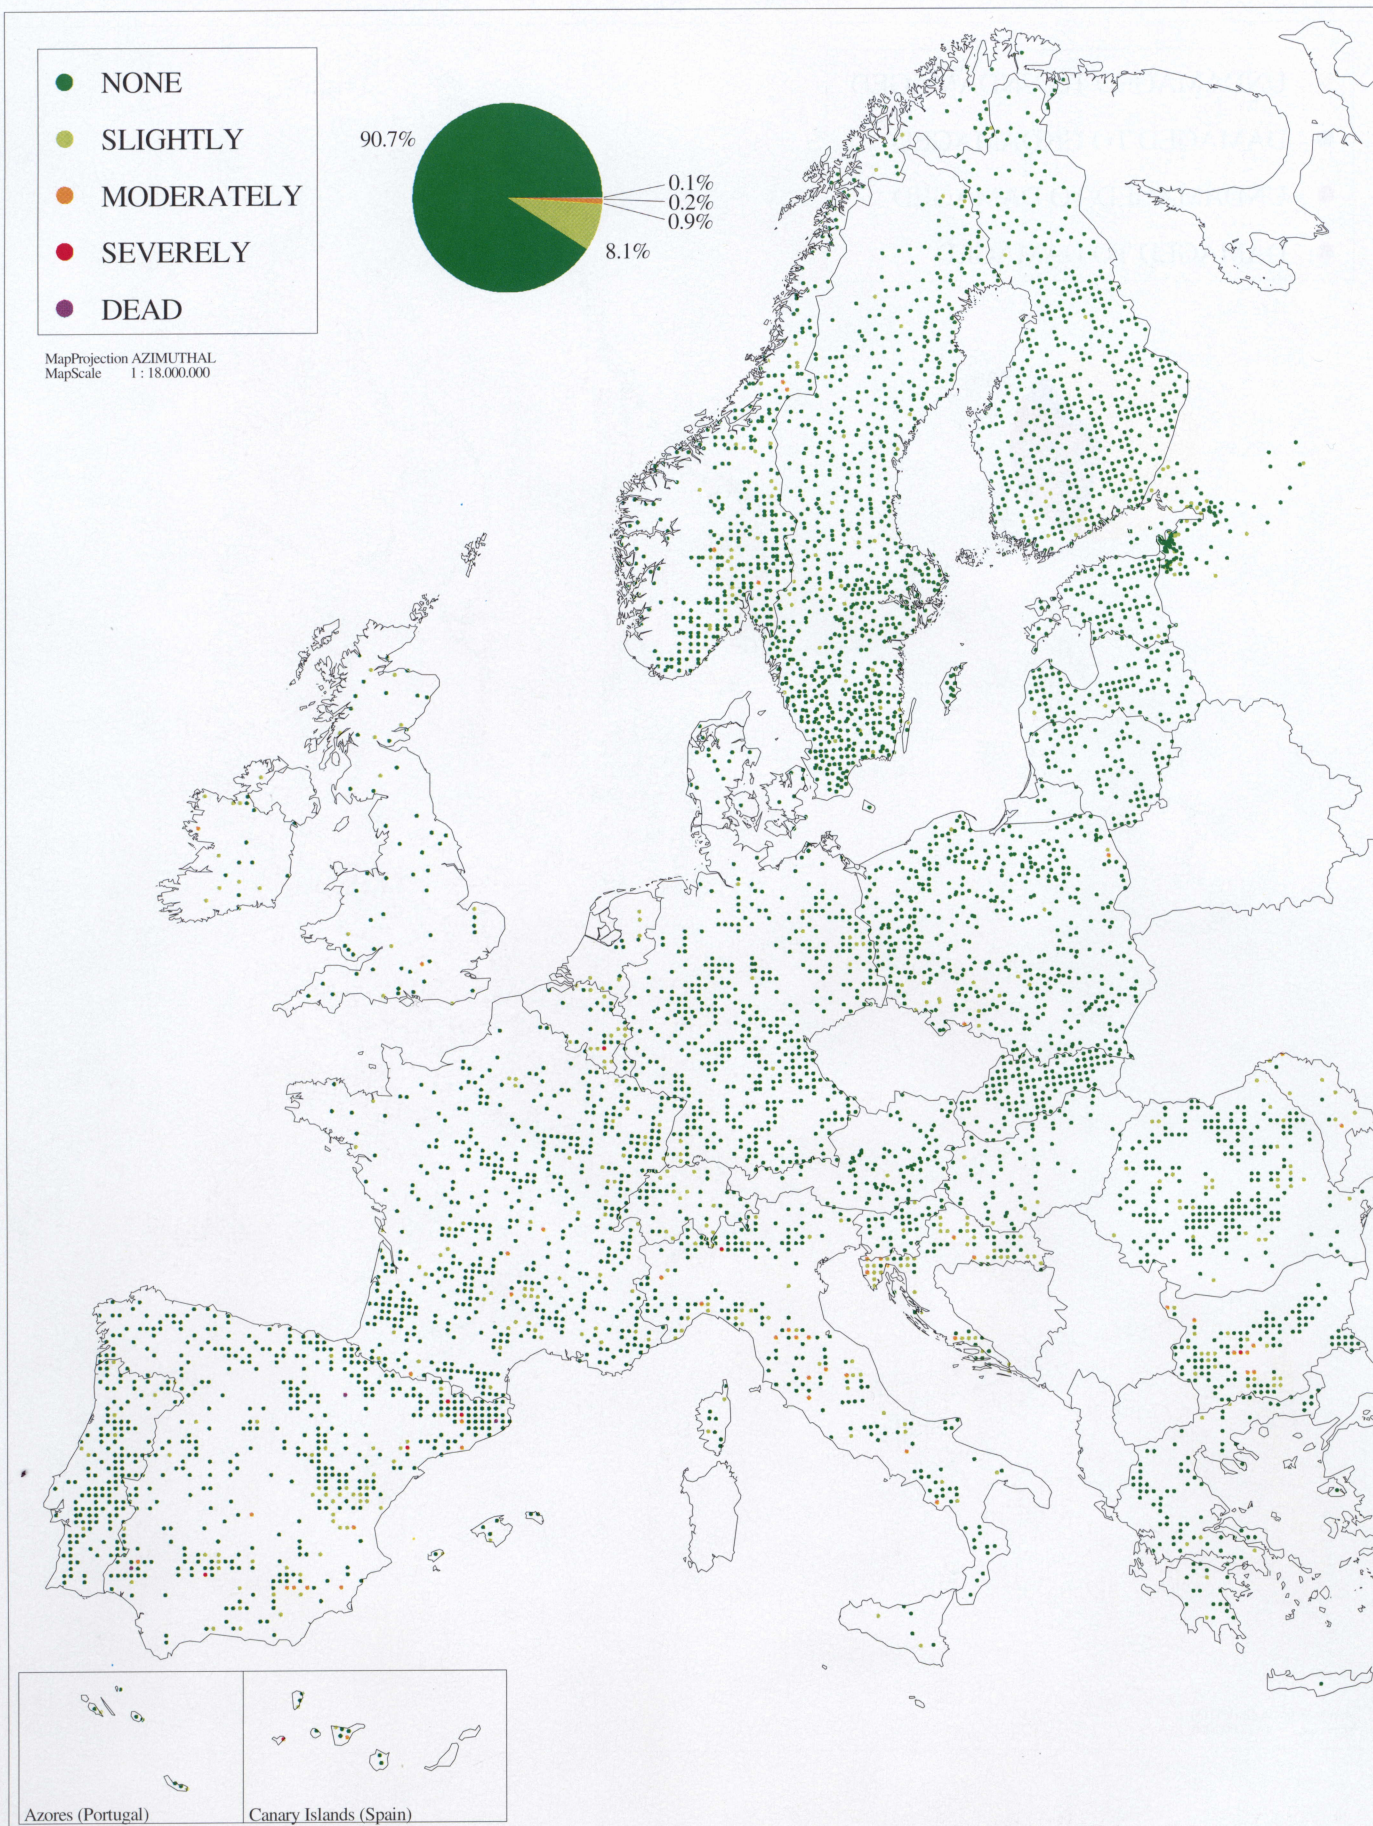 NONE
SLIGHTLY
MODERATELY
SEVERELY
DEAD
90.7%
0.1%
0.2%
0.9%
8.1%
MapProjection AZIMUTHAL
MapScale 1 : 18.000.000
Azores (Portugal)
Canary Islands (Spain)